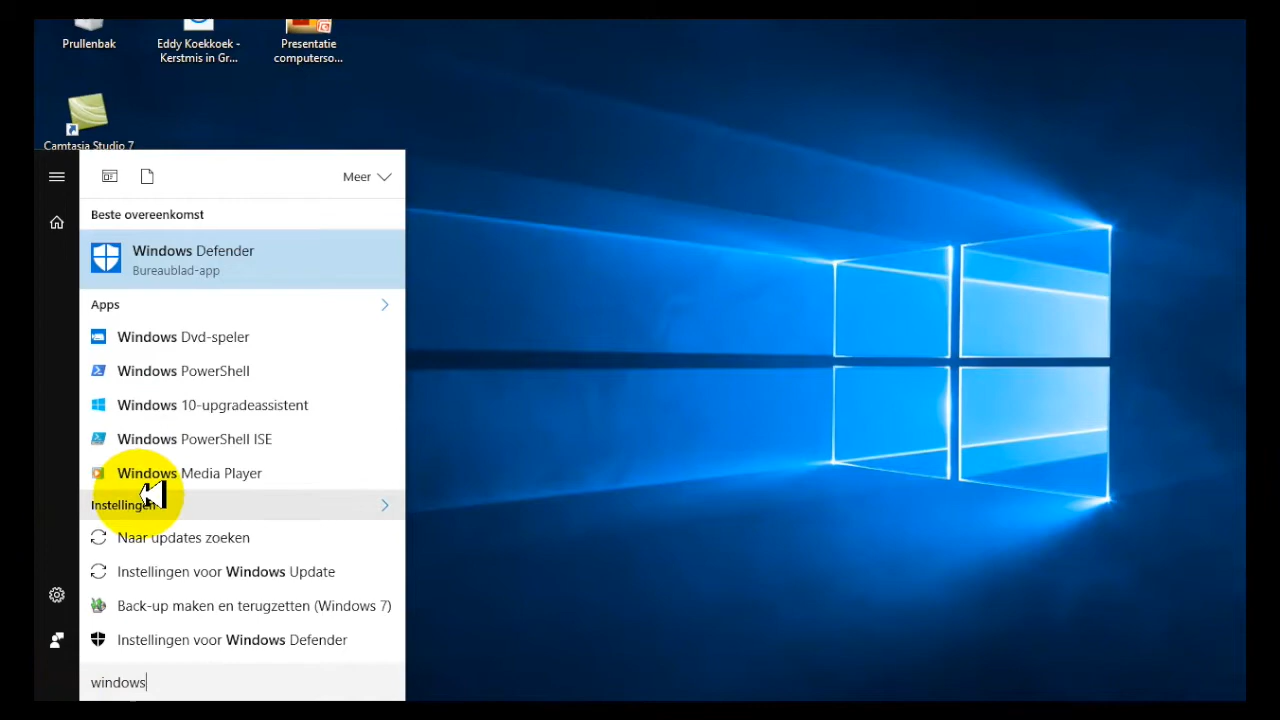 Prullenbak
Eddy Koekkoek -
Kerstmis in Gr...
Presentatie
computerso...
Camtasia Studio 7
Meer
Beste overeenkomst
Windows Defender
Bureaublad-app
Apps
Windows Dvd-speler
Windows PowerShell
Windows 10-upgradeassistent
Windows PowerShell ISE
Windows Media Player
Instellingen
Naar updates zoeken
Instellingen voor Windows Update
Back-up maken en terugzetten (Windows 7)
Instellingen voor Windows Defender
windows